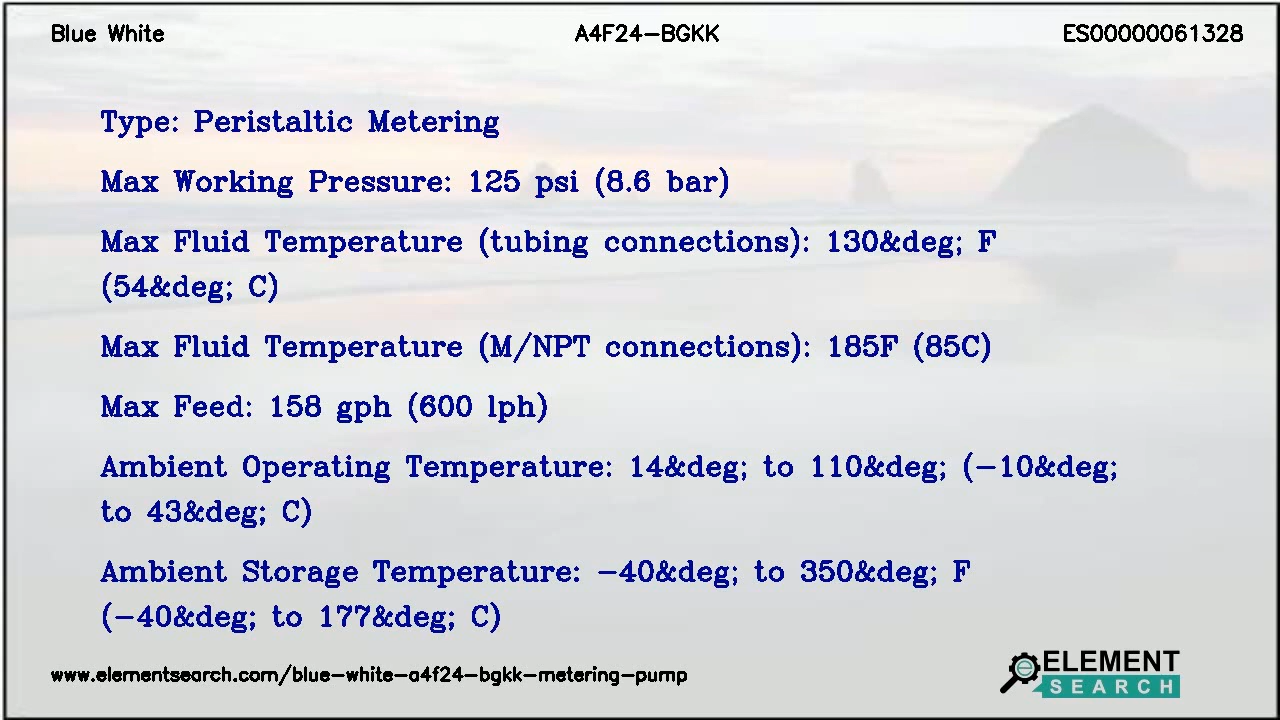 Blue White
A4F24-BGKK
ES00000061328
Type: Peristaltic Metering
Max Working Pressure: 125 psi (8.6 bar)
Max Fluid Temperature (tubing connections): 130&deg; F
(54&deg; C)
Max Fluid Temperature (M/NPT connections): 185F (85C)
Max Feed: 158 gph (600 lph)
Ambient Operating Temperature: 14&deg; to 110&deg; (-10&deg;
to 43&deg; C)
Ambient Storage Temperature: -40&deg; to 350&deg; F
(-40&deg; to 177&deg; C)
www.elementsearch.com/blue-white-a4f24-bgkk-metering-pump
ELEMENT
SEARCH